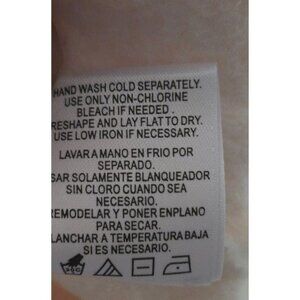 HAND WASH COLD SEPARATELY.
USE ONLY NON-CHLORINE
BLEACH IF NEEDED.
RESHAPE AND LAY FLAT TO DRY.
USE LOW IRON IF NECESSARY.
LAVAR A MANO EN FRIO POR
SEPARADO.
USAR SOLAMENTE BLANQUEADOR
SIN CLORO CUANDO SEA
NECESARIO.
REMODELAR Y PONER ENPLANO
PARA SECAR.
PLANCHAR A TEMPERATURA BAJA
SI ES NECESARIO.